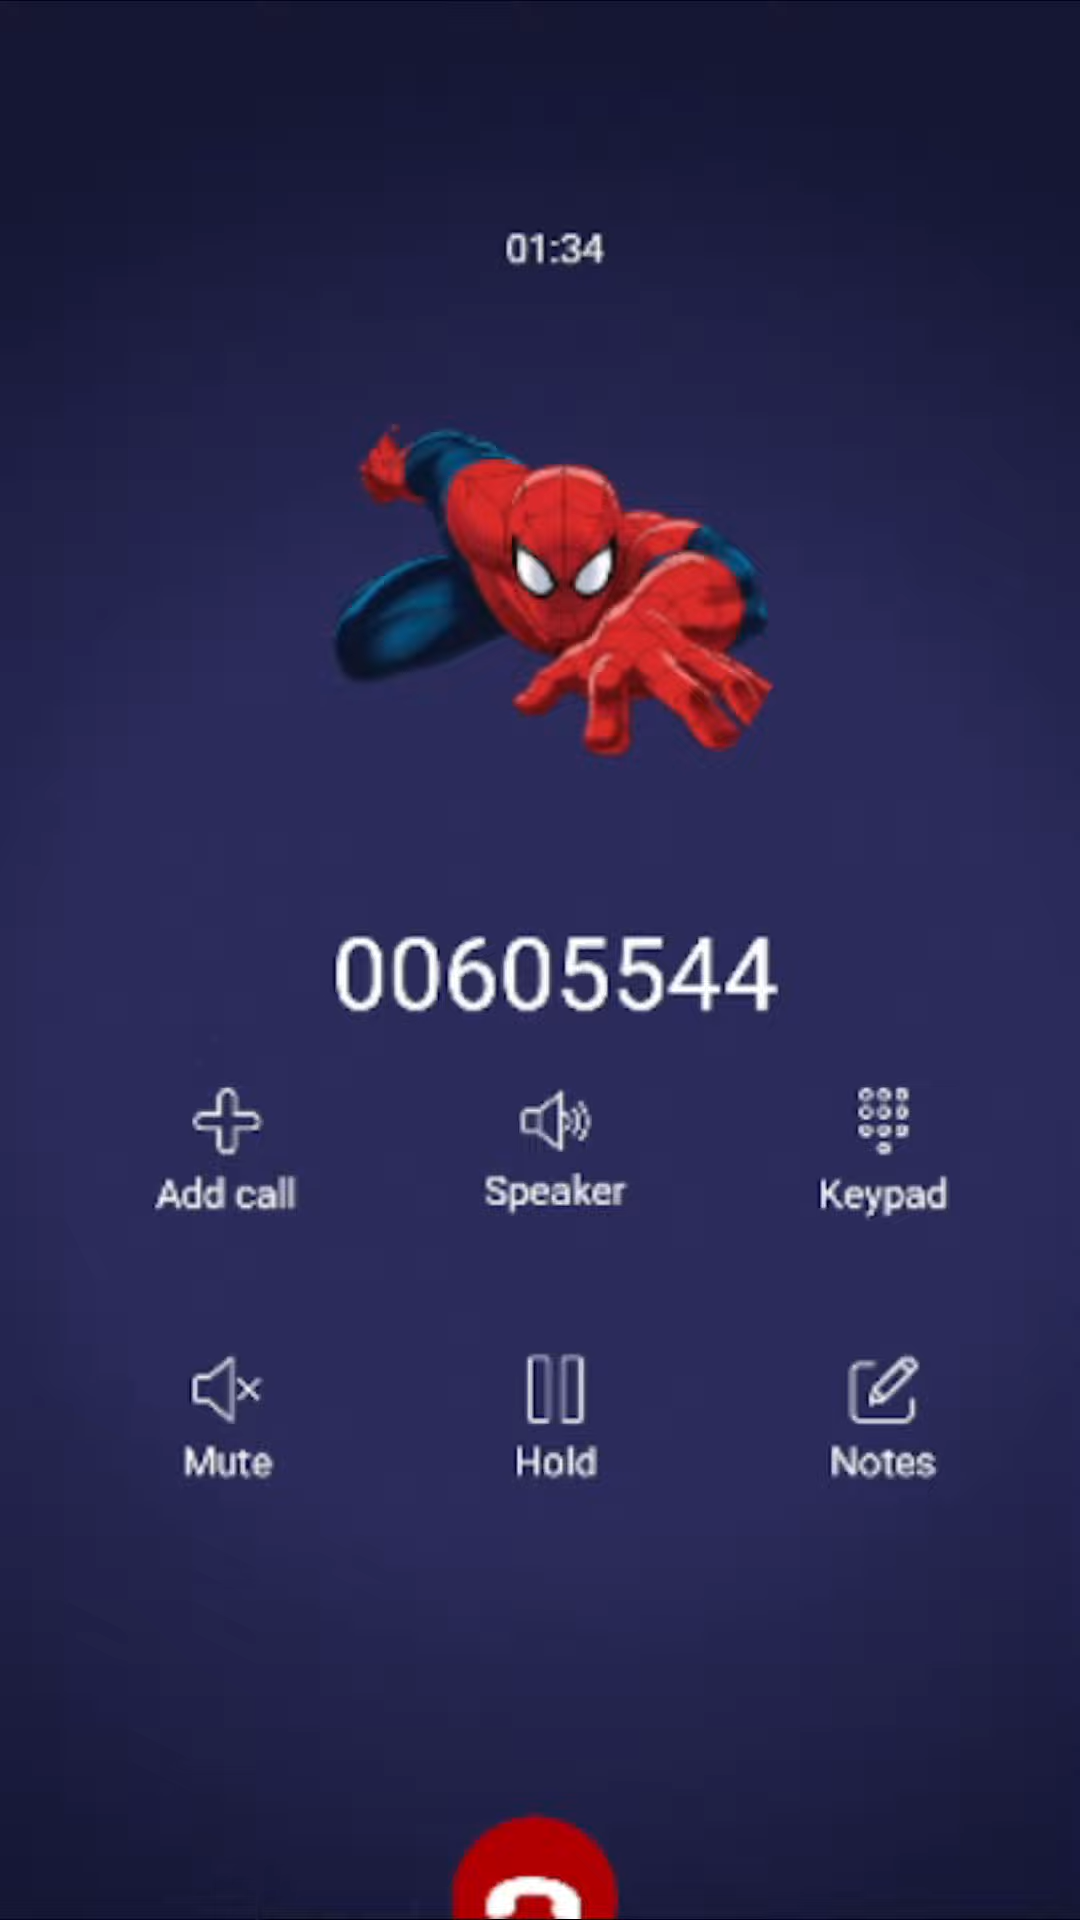 01:34
00605544
Add call
Speaker
Keypad
Mute
Hold
Notes